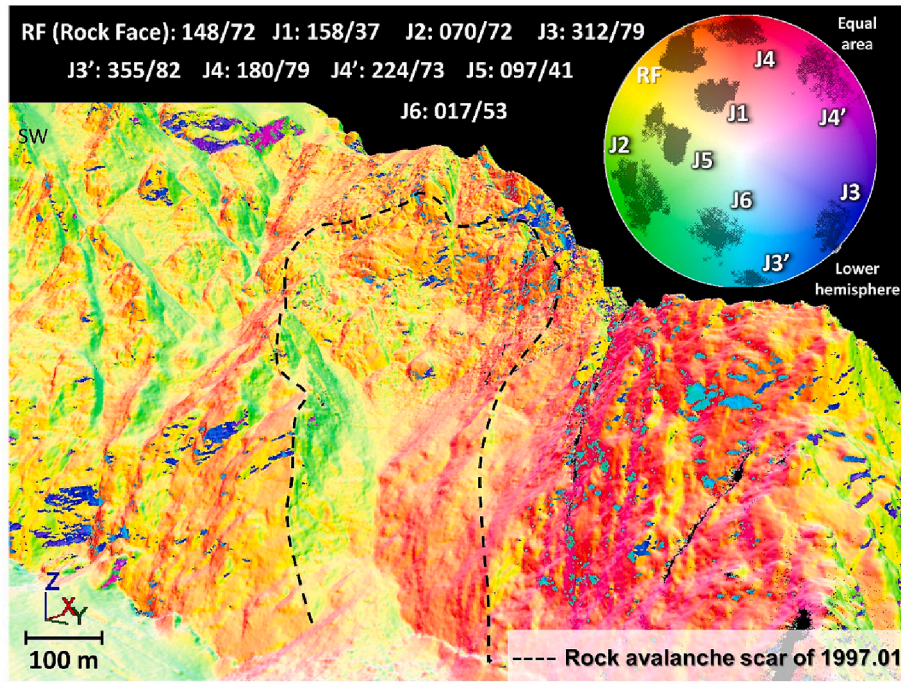 RF (Rock Face): 148/72 J1: 158/37 J2: 070/72 J3: 312/79
J3’: 355/82 J4: 180/79 J4’: 224/73 J5: 097/41
J6: 017/53
Equal
area
J4
RF
J4’
J1
J2
J5
J6
J3
J3’
Lower
hemisphere
SW
Z
X
Y
100 m
Rock avalanche scar of 1997.01